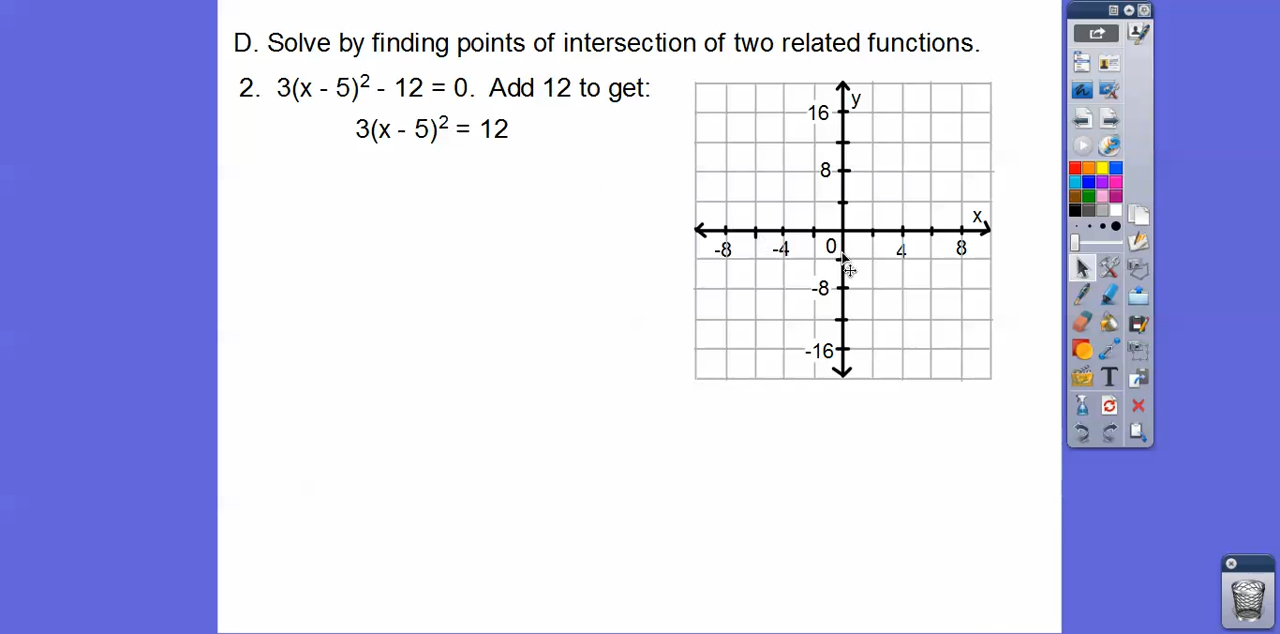 D. Solve by finding points of intersection of two related functions.
2. 3(x - 5)² - 12 = 0. Add 12 to get:
3(x - 5)² = 12
y
16
8
x
-8 -4 0 4 8
-8
-16